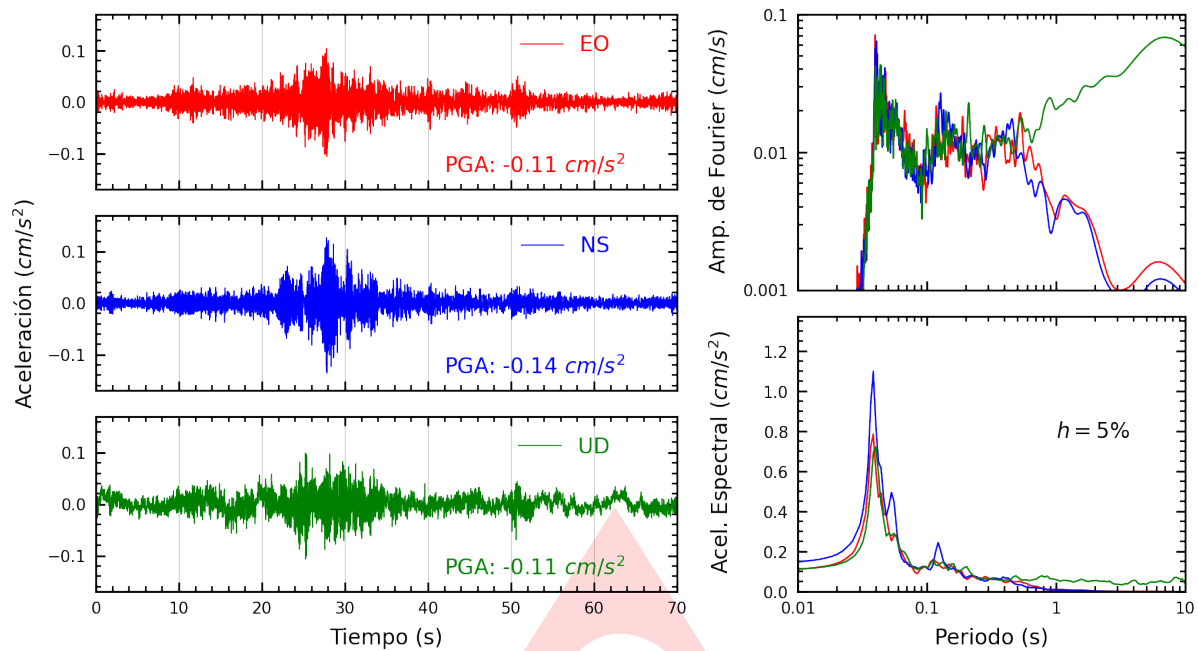 Aceleración (cm/s²)
0.1
0.0
−0.1
EO
PGA: -0.11 cm/s²
0.1
0.0
−0.1
NS
PGA: -0.14 cm/s²
0.1
0.0
−0.1
UD
PGA: -0.11 cm/s²
0 10 20 30 40 50 60 70
Tiempo (s)
Amp. de Fourier (cm/s)
0.1
0.01
0.001
Acel. Espectral (cm/s²)
1.2
1.0
0.8
0.6
0.4
0.2
0.0
h = 5%
0.01 0.1 1 10
Periodo (s)